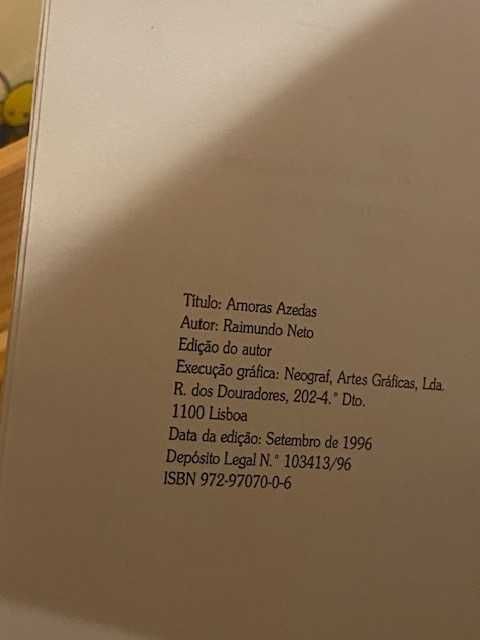 Título: Amoras Azedas
Autor: Raimundo Neto
Edição do autor
Execução gráfica: Neograf, Artes Gráficas, Lda.
R. dos Douradores, 202-4.° Dto.
1100 Lisboa
Data da edição: Setembro de 1996
Depósito Legal N.° 103413/96
ISBN 972-97070-0-6